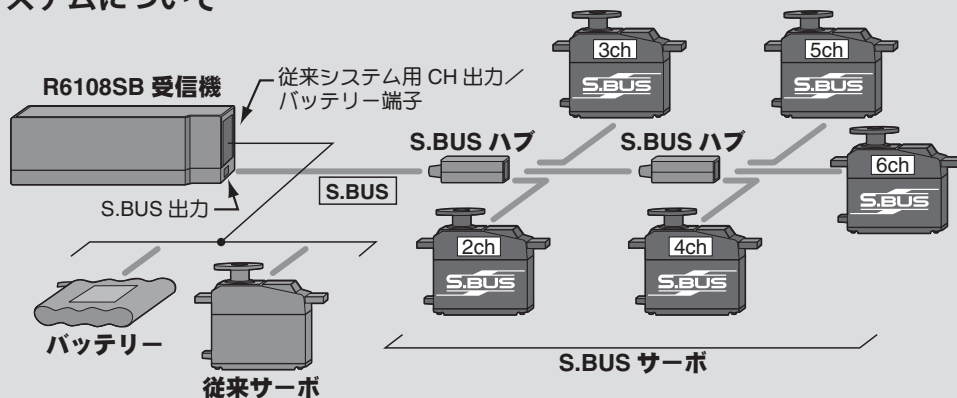 ステムについて
R6108SB 受信機
従来システム用 CH 出力／
バッテリー端子
S.BUS 出力
S.BUS
S.BUS ハブ
S.BUS ハブ
3ch
S.BUS
5ch
S.BUS
6ch
S.BUS
2ch
S.BUS
4ch
S.BUS
バッテリー
従来サーボ
S.BUS サーボ